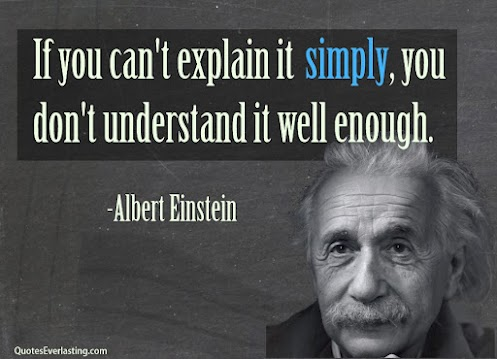 If you can't explain it simply, you
don't understand it well enough.
-Albert Einstein
QuotesEverlasting.com